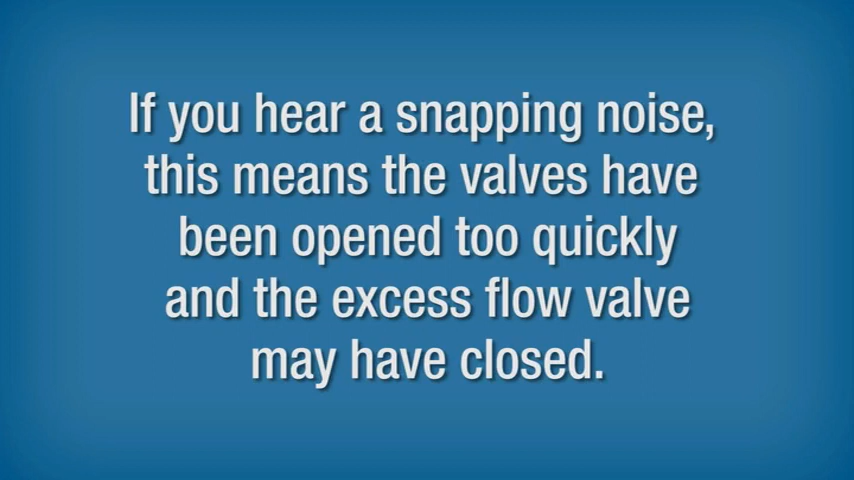 If you hear a snapping noise,
this means the valves have
been opened too quickly
and the excess flow valve
may have closed.